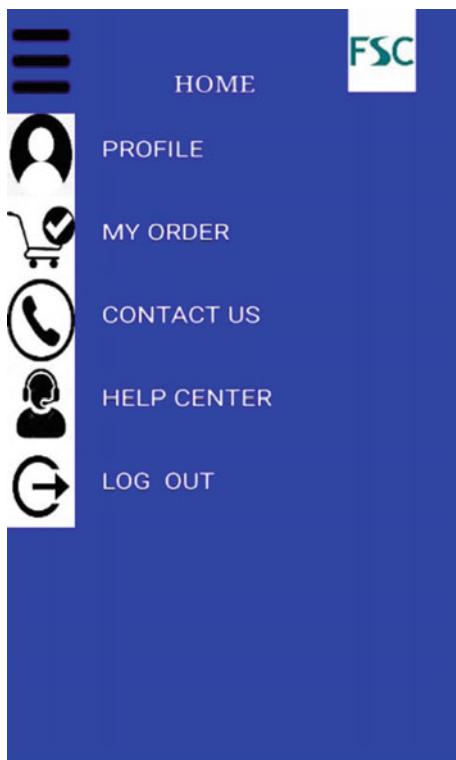 FSC
HOME
PROFILE
MY ORDER
CONTACT US
HELP CENTER
LOG OUT